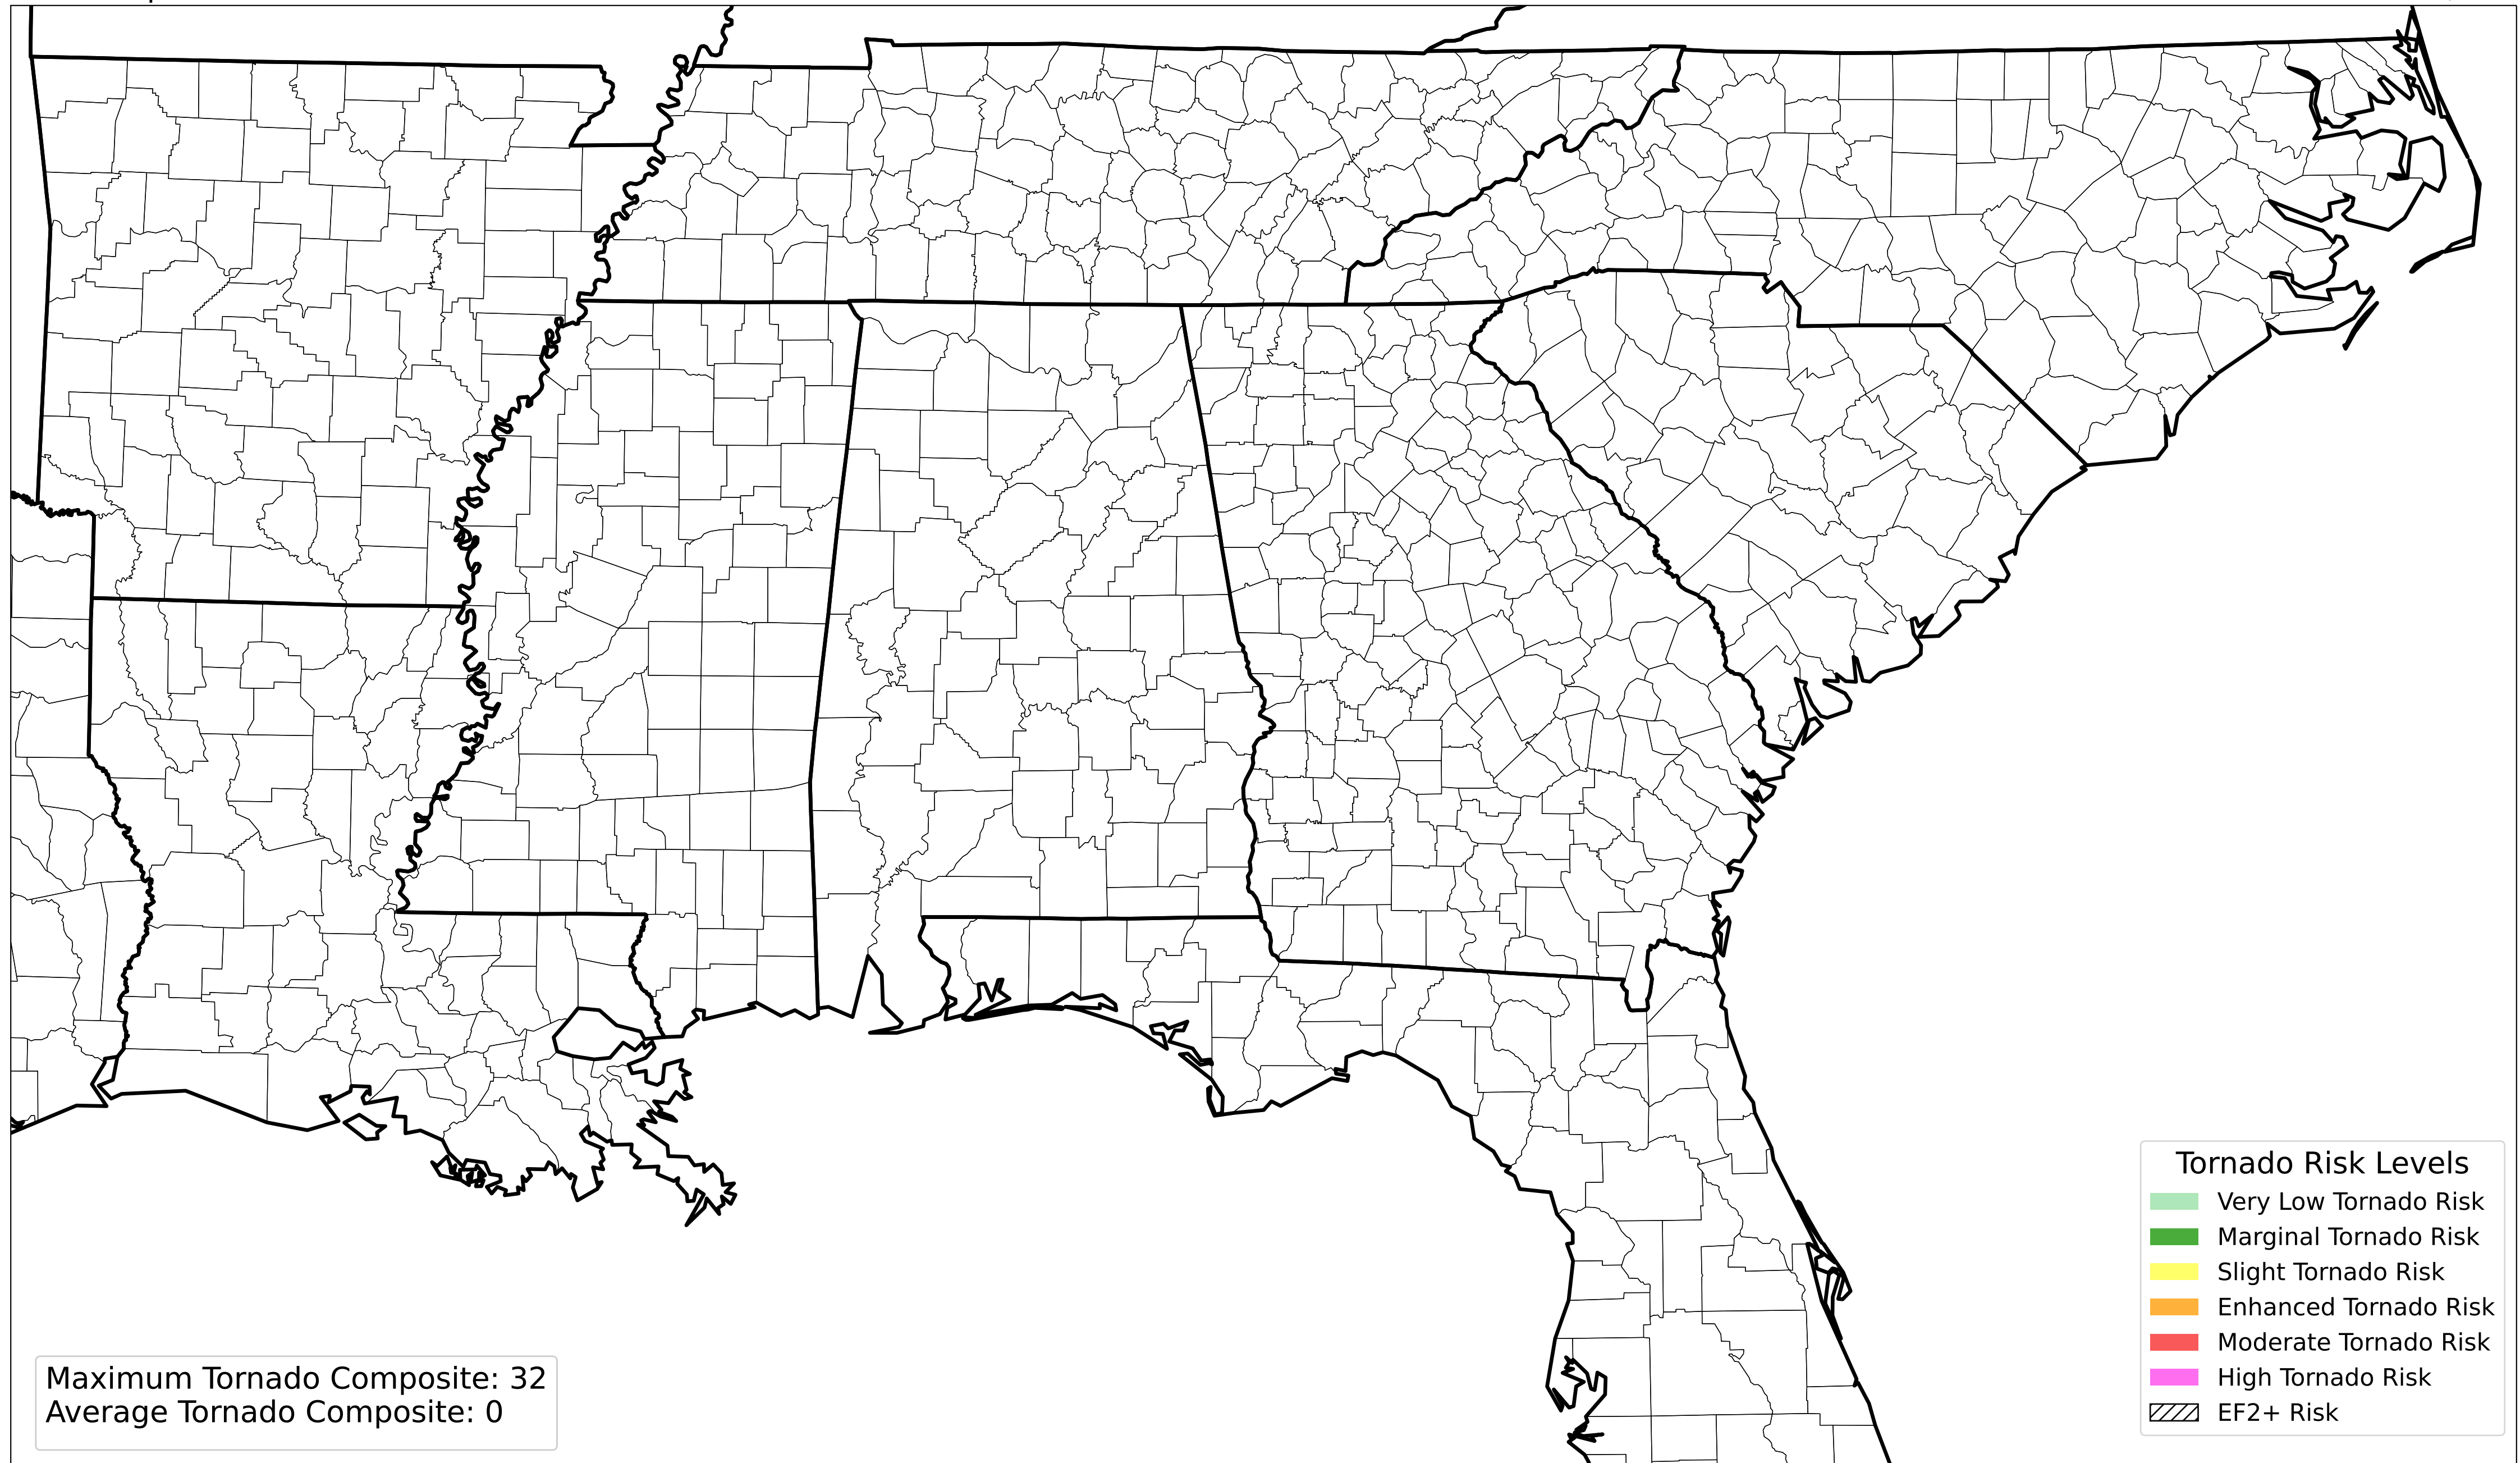 Tornado Risk Levels
Very Low Tornado Risk
Marginal Tornado Risk
Slight Tornado Risk
Enhanced Tornado Risk
Moderate Tornado Risk
High Tornado Risk
EF2+ Risk
Maximum Tornado Composite: 32
Average Tornado Composite: 0